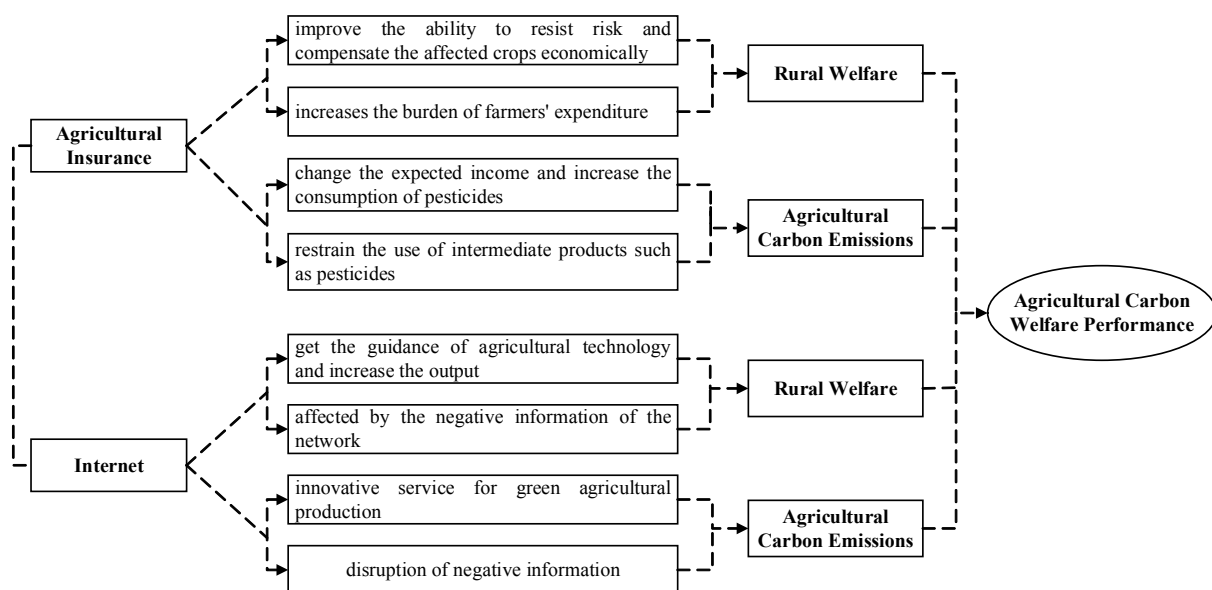 improve the ability to resist risk and
compensate the affected crops economically
increases the burden of farmers' expenditure
Rural Welfare
Agricultural
Insurance
change the expected income and increase the
consumption of pesticides
restrain the use of intermediate products such
as pesticides
Agricultural
Carbon Emissions
Agricultural Carbon
Welfare Performance
get the guidance of agricultural technology
and increase the output
affected by the negative information of the
network
Rural Welfare
Internet
innovative service for green agricultural
production
disruption of negative information
Agricultural
Carbon Emissions